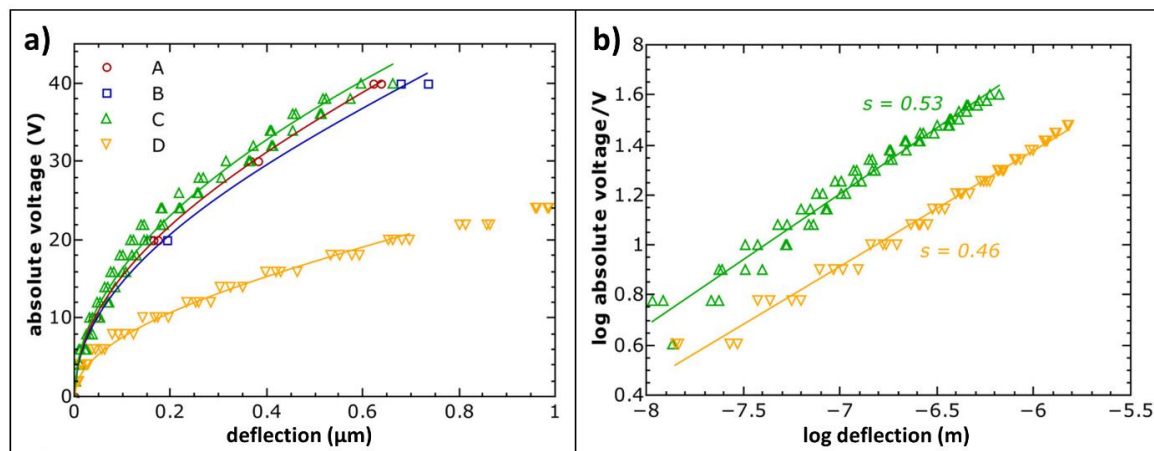 a)
A
B
C
D
absolute voltage (V)
40
30
20
10
0
0
0.2
0.4
0.6
0.8
1
deflection (µm)
b)
s = 0.53
s = 0.46
log absolute voltage/V
1.8
1.6
1.4
1.2
1
0.8
0.6
0.4
−8
−7.5
−7
−6.5
−6
−5.5
log deflection (m)